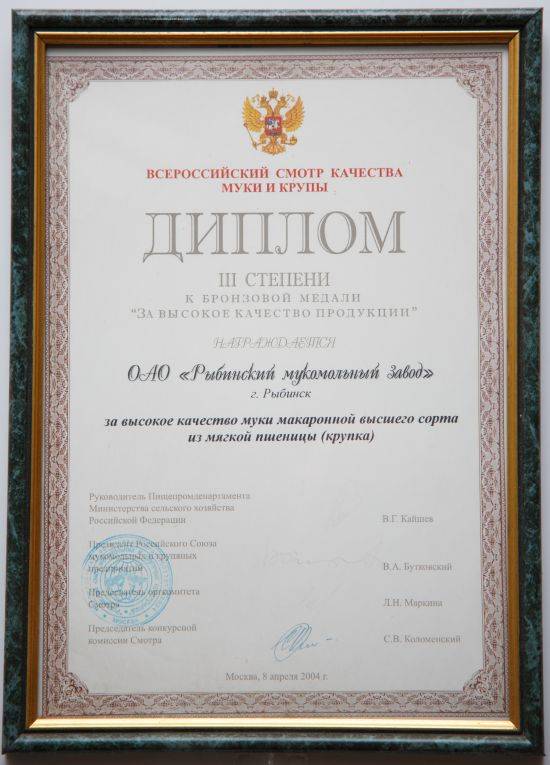 ВСЕРОССИЙСКИЙ СМОТР КАЧЕСТВА
МУКИ И КРУПЫ
ДИПЛОМ
III СТЕПЕНИ
К БРОНЗОВОЙ МЕДАЛИ
“ЗА ВЫСОКОЕ КАЧЕСТВО ПРОДУКЦИИ”
НАГРАЖДАЕТСЯ
ОАО «Рыбинский мукомольный завод»
г. Рыбинск
за высокое качество муки макаронной высшего сорта
из мягкой пшеницы (крупка)
Руководитель Пищепромдепартамента
Министерства сельского хозяйства
Российской Федерации
В.Г. Кайшев
Президент Российского Союза
мукомольных и крупяных
предприятий
В.А. Бутковский
Председатель оргкомитета
Смотра
Л.Н. Маркина
Председатель конкурсной
комиссии Смотра
С.В. Коломенский
МОСКВА
Москва, 8 апреля 2004 г.